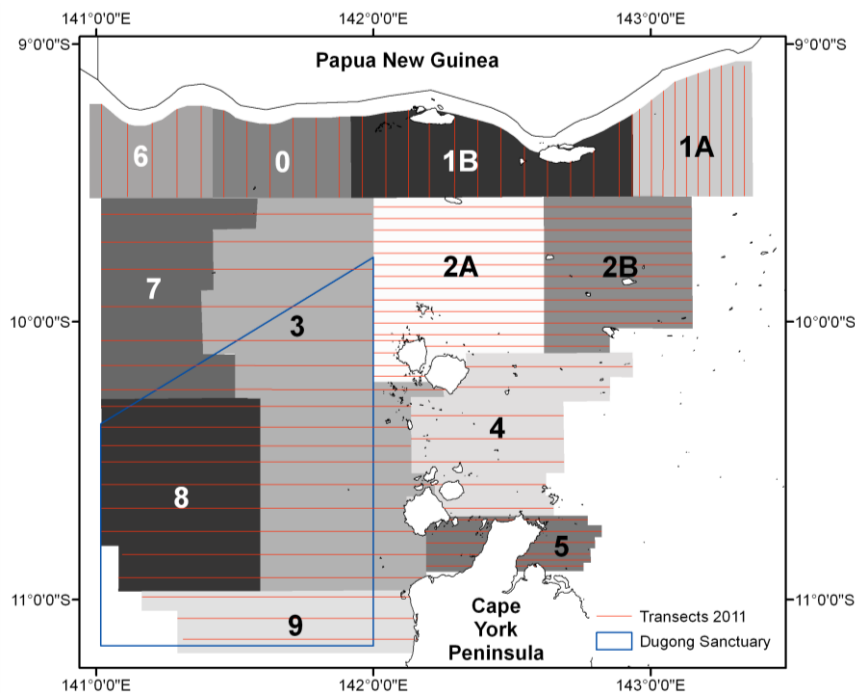 141°0'0"E 142°0'0"E 143°0'0"E
9°0'0"S 9°0'0"S
Papua New Guinea
6 0 1B 1A
7 3 2A 2B
10°0'0"S 10°0'0"S
4
8
5
11°0'0"S 9 11°0'0"S
Cape
York
Peninsula
Transects 2011
Dugong Sanctuary
141°0'0"E 142°0'0"E 143°0'0"E